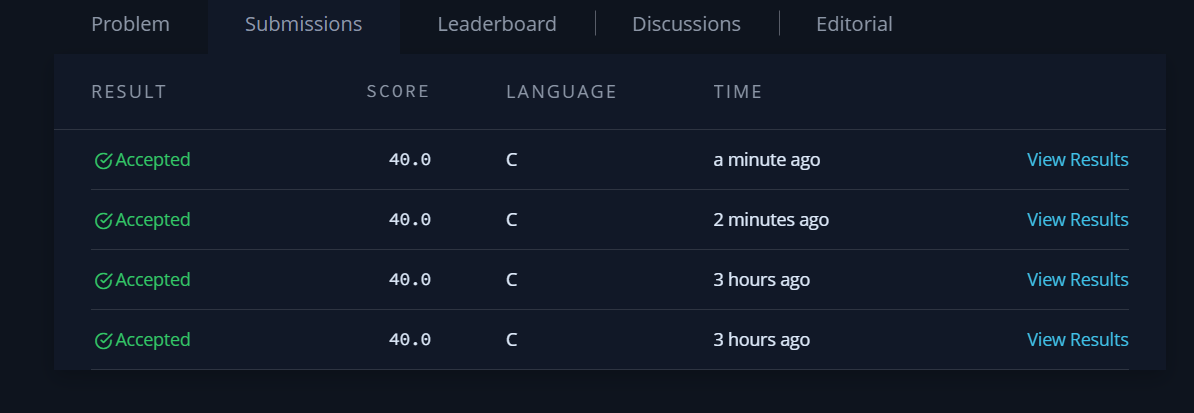 Problem Submissions Leaderboard Discussions Editorial
RESULT SCORE LANGUAGE TIME
Accepted 40.0 C a minute ago View Results
Accepted 40.0 C 2 minutes ago View Results
Accepted 40.0 C 3 hours ago View Results
Accepted 40.0 C 3 hours ago View Results